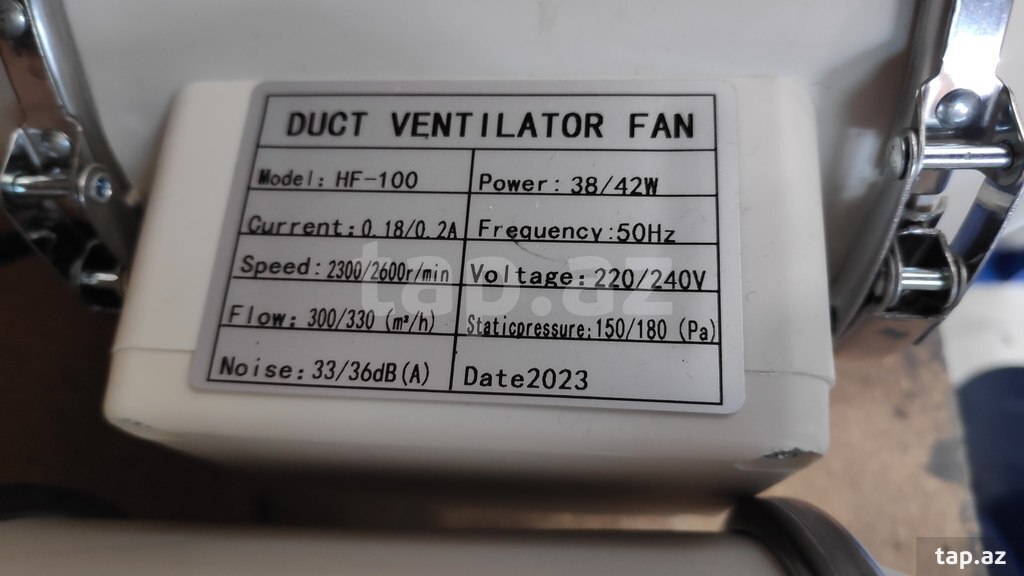 DUCT VENTILATOR FAN
Model: HF-100 Power: 38/42W
Current: 0.18/0.2A Frequency:50Hz
Speed: 2300/2600r/min Voltage: 220/240V
Flow: 300/330 (m³/h) Staticpressure:150/180 (Pa)
Noise: 33/36dB(A) Date2023
tap.az
tap.az